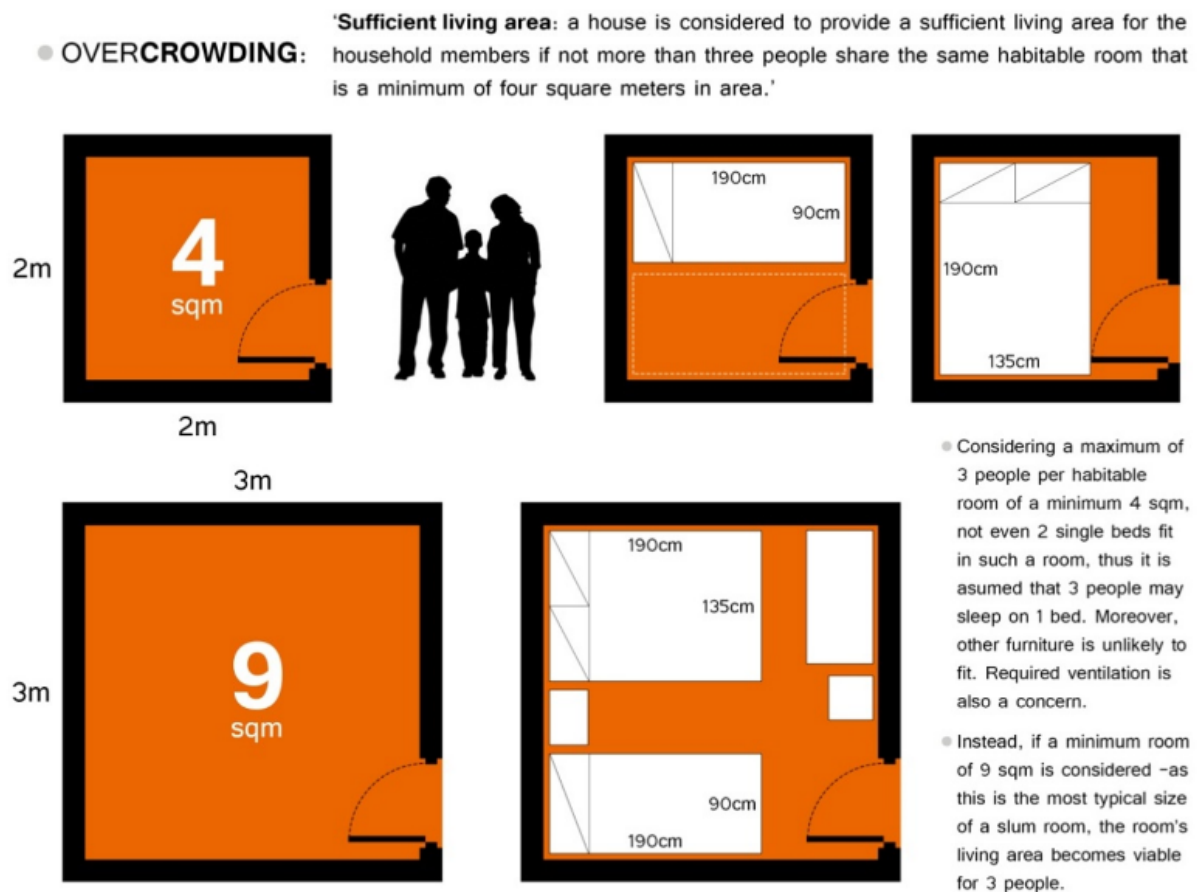 OVERCROWDING:
'Sufficient living area: a house is considered to provide a sufficient living area for the
household members if not more than three people share the same habitable room that
is a minimum of four square meters in area.'
2m
4
sqm
2m
190cm
90cm
190cm
135cm
3m
3m
9
sqm
190cm
135cm
90cm
190cm
Considering a maximum of
3 people per habitable
room of a minimum 4 sqm,
not even 2 single beds fit
in such a room, thus it is
asumed that 3 people may
sleep on 1 bed. Moreover,
other furniture is unlikely to
fit. Required ventilation is
also a concern.
Instead, if a minimum room
of 9 sqm is considered -as
this is the most typical size
of a slum room, the room's
living area becomes viable
for 3 people.